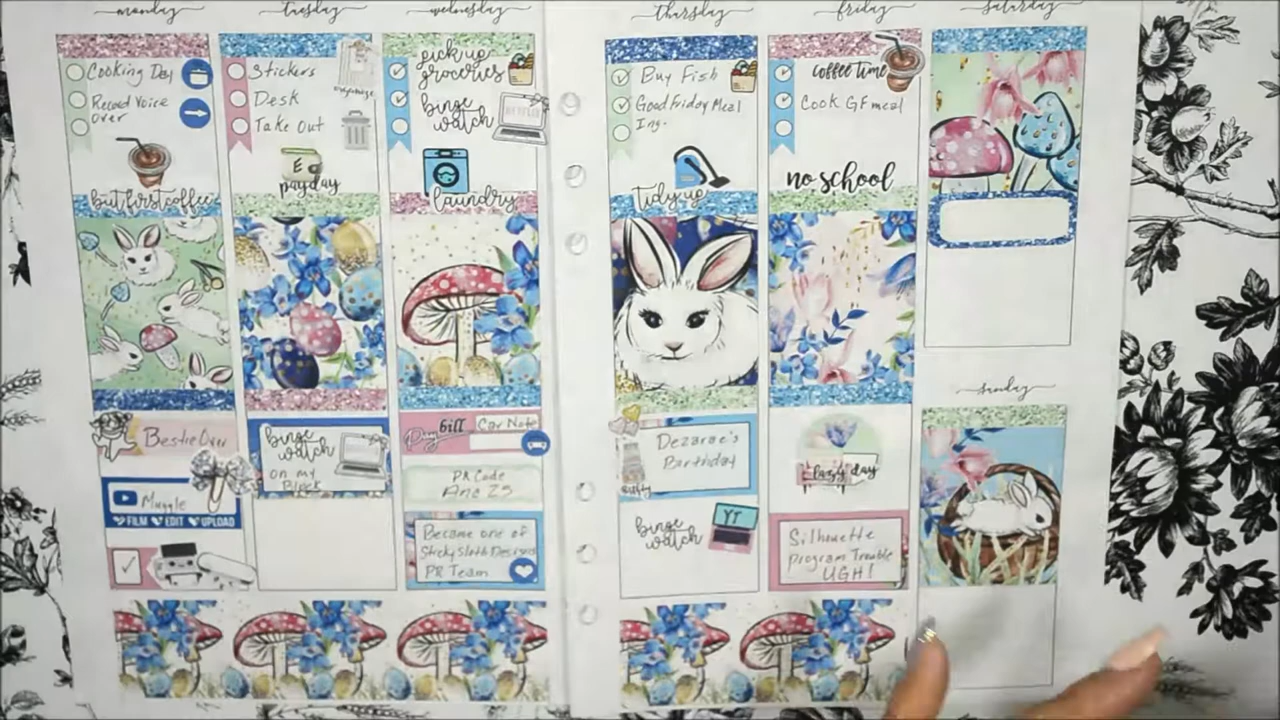 monday
tuesday
wednesday
thursday
friday
saturday
Cooking Day
Record Voice
over
but first coffee
Stickers
Desk
Take Out
E
payday
pick up
groceries
binge
watch
NETFLIX
laundry
Buy Fish
Good Friday Meal
Ing.
tidy up
coffee time
Cook GF meal
no school
sunday
Bestie Over
Muggle
FILM EDIT UPLOAD
binge
watch
on my
Block
Pay bill
Car Note
PR Code
Anc 25
Became one of
Sticky Sloth Designs
PR Team
Dezarae's
Birthday
binge
watch
YT
lazy day
Silhouette
program Trouble
UGH!